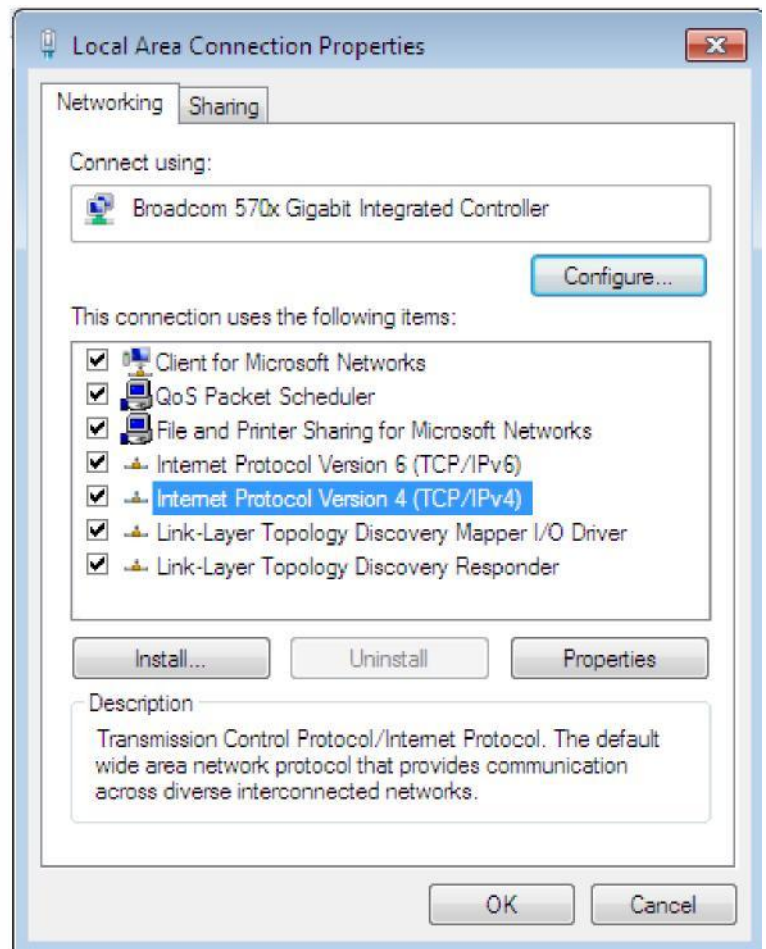 Local Area Connection Properties
Networking
Sharing
Connect using:
Broadcom 570x Gigabit Integrated Controller
Configure...
This connection uses the following items:
Client for Microsoft Networks
QoS Packet Scheduler
File and Printer Sharing for Microsoft Networks
Internet Protocol Version 6 (TCP/IPv6)
Internet Protocol Version 4 (TCP/IPv4)
Link-Layer Topology Discovery Mapper I/O Driver
Link-Layer Topology Discovery Responder
Install...
Uninstall
Properties
Description
Transmission Control Protocol/Internet Protocol. The default
wide area network protocol that provides communication
across diverse interconnected networks.
OK
Cancel